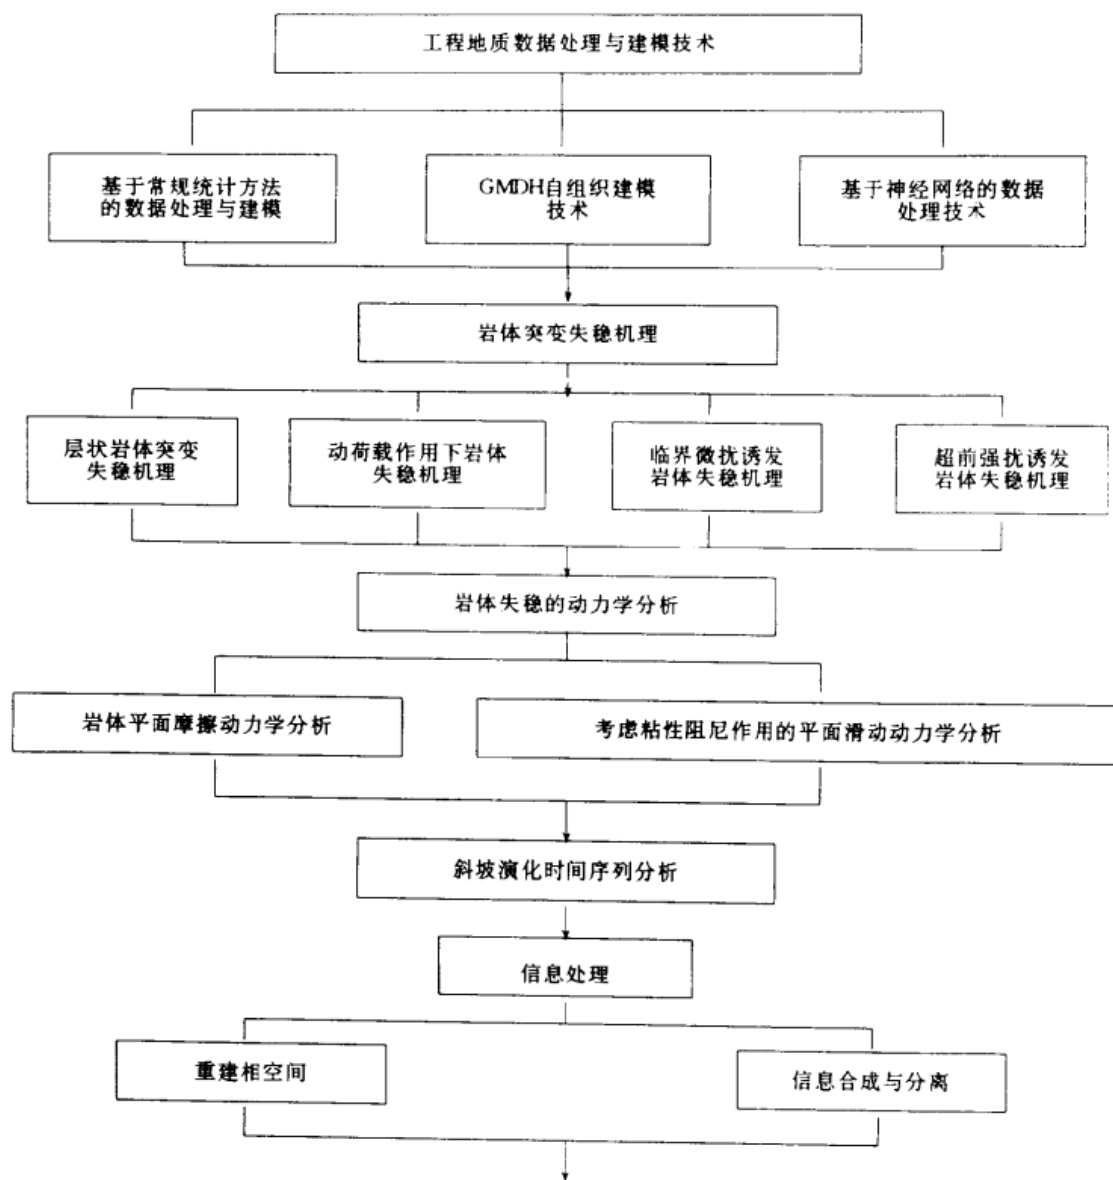 工程地质数据处理与建模技术
基于常规统计方法
的数据处理与建模
GMDH自组织建模
技术
基于神经网络的数据
处理技术
岩体突变失稳机理
层状岩体突变
失稳机理
动荷载作用下岩体
失稳机理
临界微扰诱发
岩体失稳机理
超前强扰诱发
岩体失稳机理
岩体失稳的动力学分析
岩体平面摩擦动力学分析
考虑粘性阻尼作用的平面滑动动力学分析
斜坡演化时间序列分析
信息处理
重建相空间
信息合成与分离